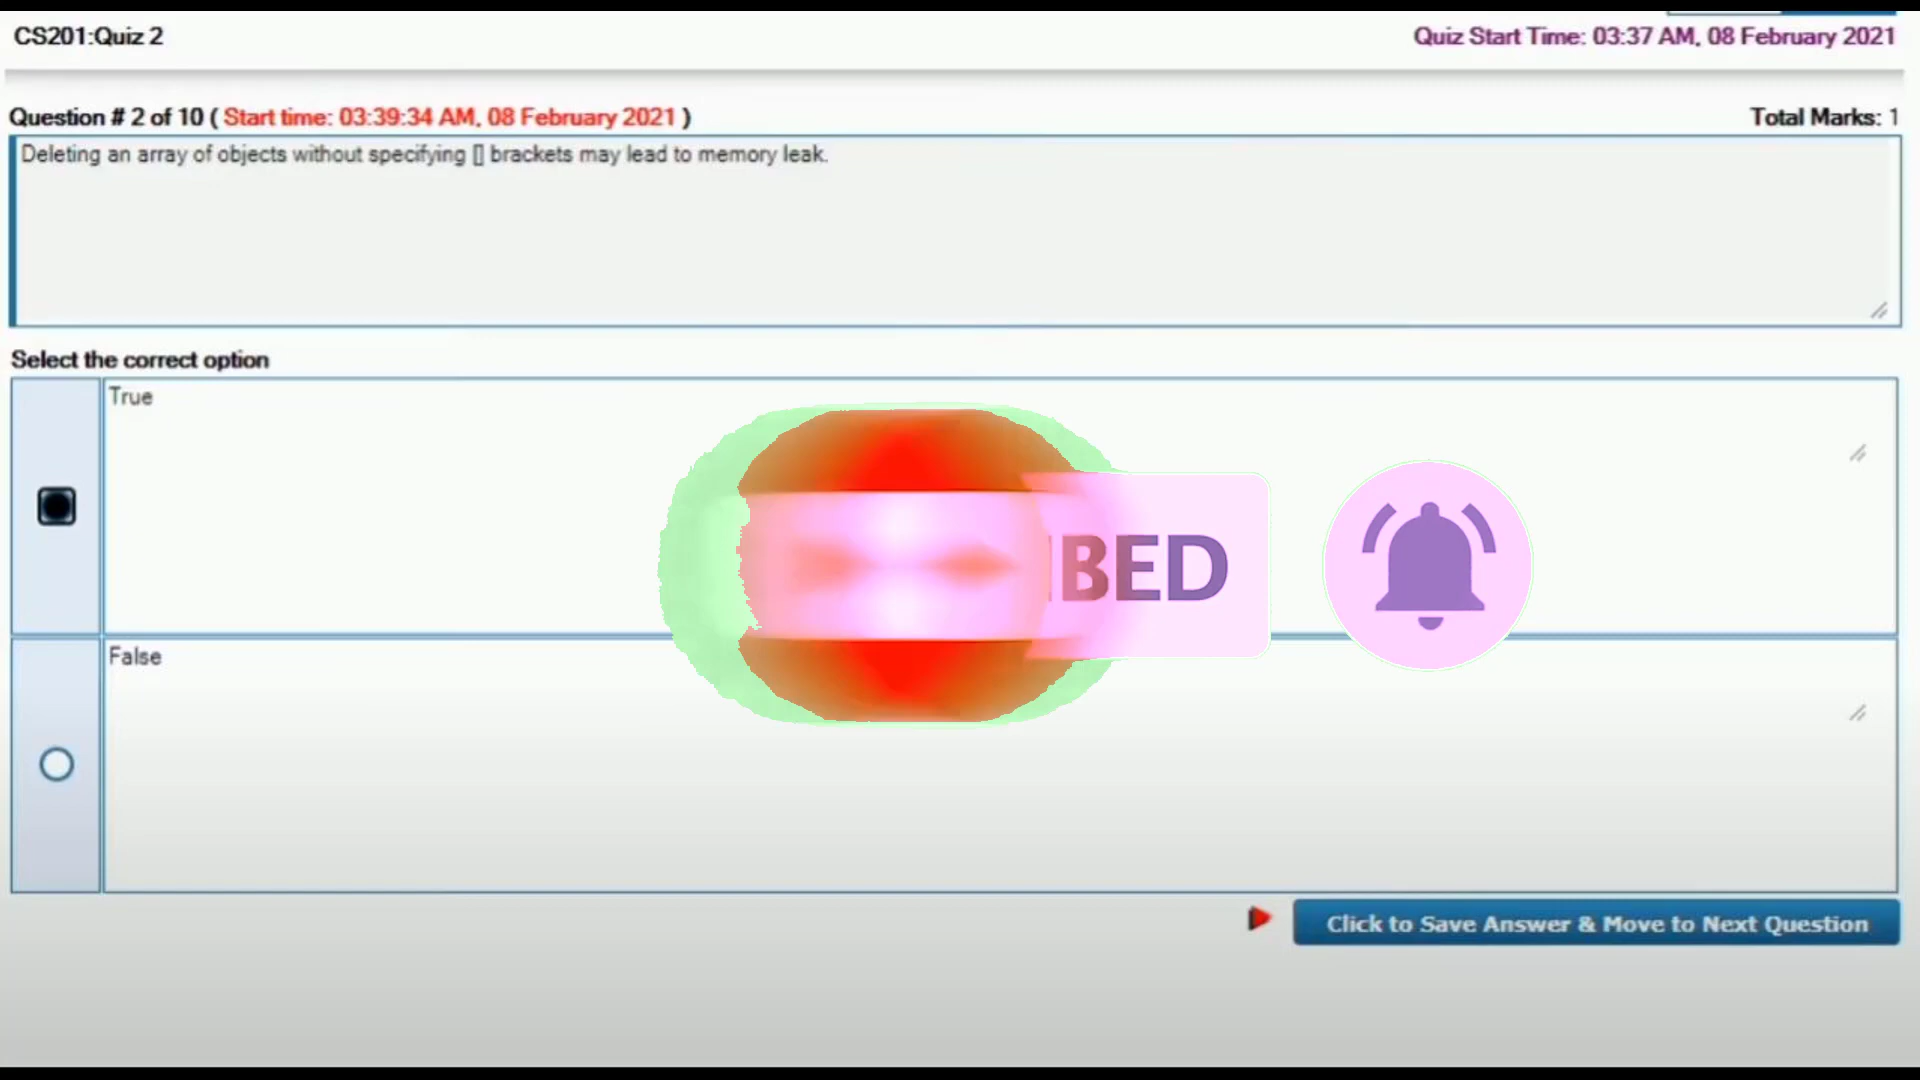 CS201:Quiz 2
Quiz Start Time: 03:37 AM, 08 February 2021
Question # 2 of 10 ( Start time: 03:39:34 AM, 08 February 2021 )
Total Marks: 1
Deleting an array of objects without specifying [] brackets may lead to memory leak.
Select the correct option
True
BED
False
Click to Save Answer & Move to Next Question